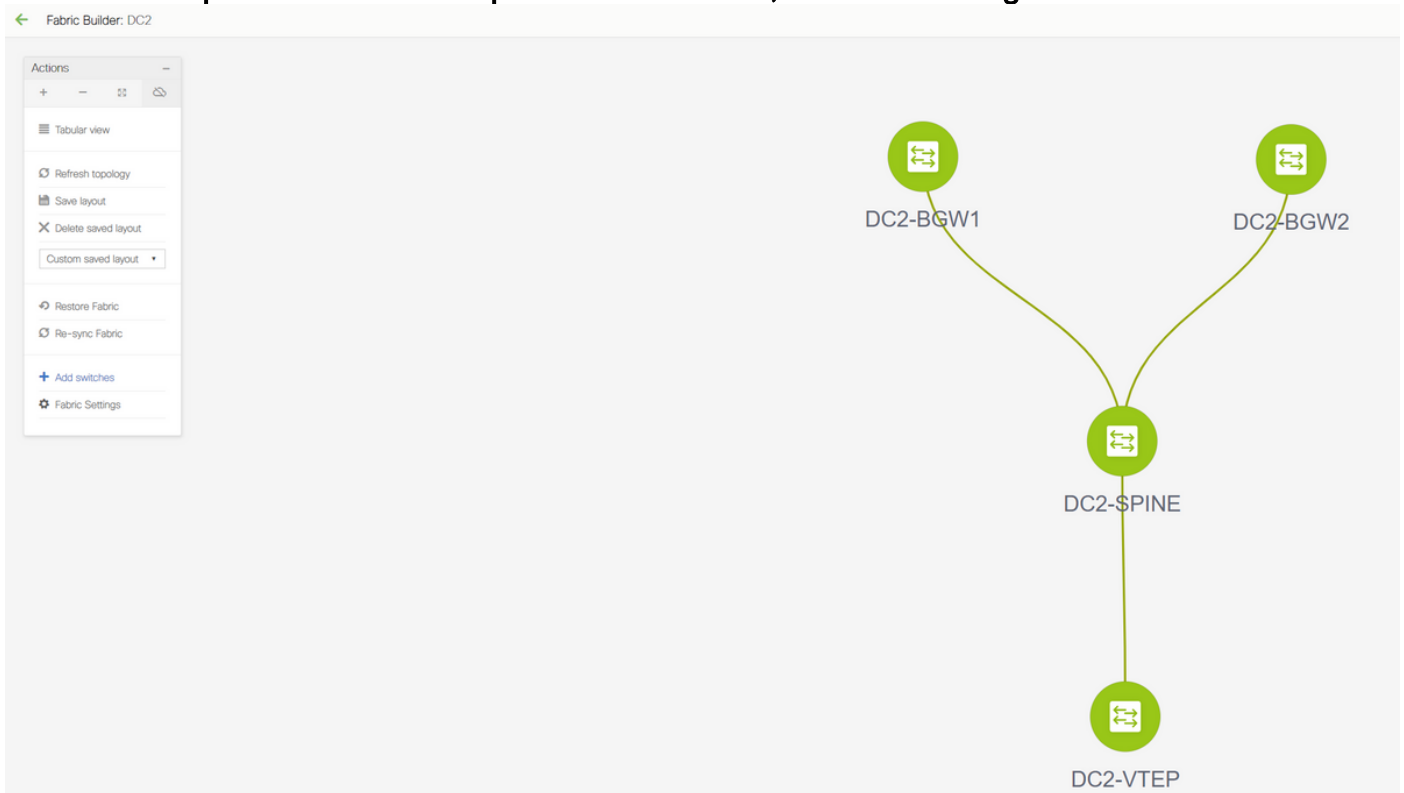 Fabric Builder: DC2
Actions
Tabular view
Refresh topology
Save layout
Delete saved layout
Custom saved layout
Restore Fabric
Re-sync Fabric
Add switches
Fabric Settings
DC2-BGW1
DC2-BGW2
DC2-SPINE
DC2-VTEP